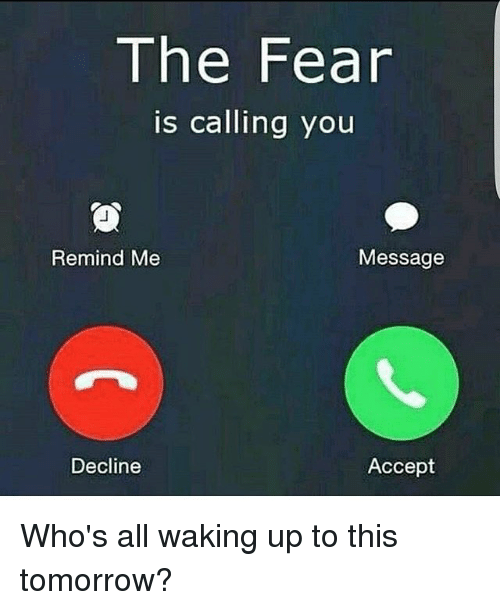 The Fear
is calling you
Remind Me
Message
Decline
Accept
Who's all waking up to this
tomorrow?